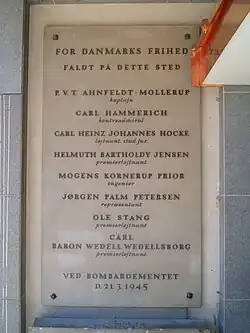 FOR DANMARKS FRIHED
FALDT PÅ DETTE STED
P.V.T. AHNFELDT-MOLLERUP
kaptajn
CARL HAMMERICH
kontreadmiral
CARL HEINZ JOHANNES HOCKE
løjtnant stud jur.
HELMUTH BARTHOLDY JENSEN
premierløjtnant
MOGENS KORNERUP PRIOR
ingeniør
JØRGEN PALM PETERSEN
repræsentant
OLE STANG
premierløjtnant
CARL
BARON WEDELL WEDELLSBORG
premierløjtnant
VED BOMBARDEMENTET
D. 21.3.1945